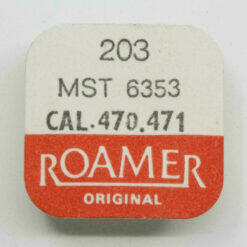 203
MST 6353
CAL.470.471
ROAMER
ORIGINAL